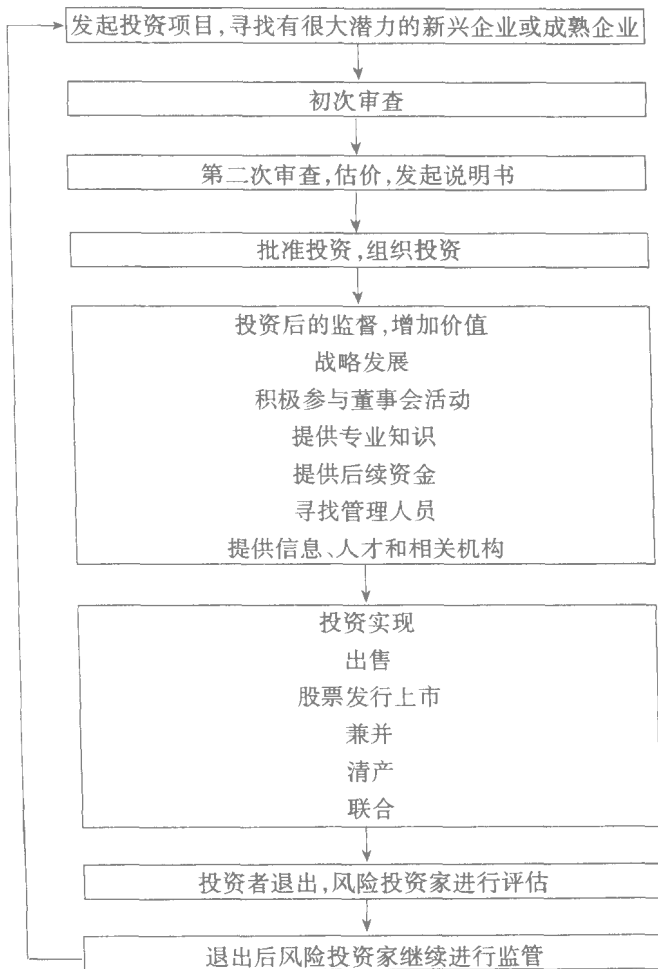 发起投资项目,寻找有很大潜力的新兴企业或成熟企业
初次审查
第二次审查,估价,发起说明书
批准投资,组织投资
投资后的监督,增加价值
战略发展
积极参与董事会活动
提供专业知识
提供后续资金
寻找管理人员
提供信息、人才和相关机构
投资实现
出售
股票发行上市
兼并
清产
联合
投资者退出,风险投资家进行评估
退出后风险投资家继续进行监管